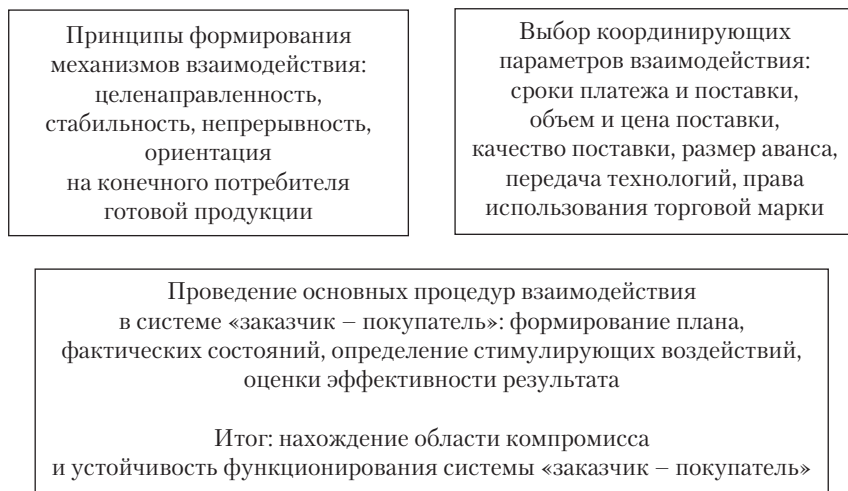 Принципы формирования
механизмов взаимодействия:
целенаправленность,
стабильность, непрерывность,
ориентация
на конечного потребителя
готовой продукции
Выбор координирующих
параметров взаимодействия:
сроки платежа и поставки,
объем и цена поставки,
качество поставки, размер аванса,
передача технологий, права
использования торговой марки
Проведение основных процедур взаимодействия
в системе «заказчик – покупатель»: формирование плана,
фактических состояний, определение стимулирующих воздействий,
оценки эффективности результата
Итог: нахождение области компромисса
и устойчивость функционирования системы «заказчик – покупатель»